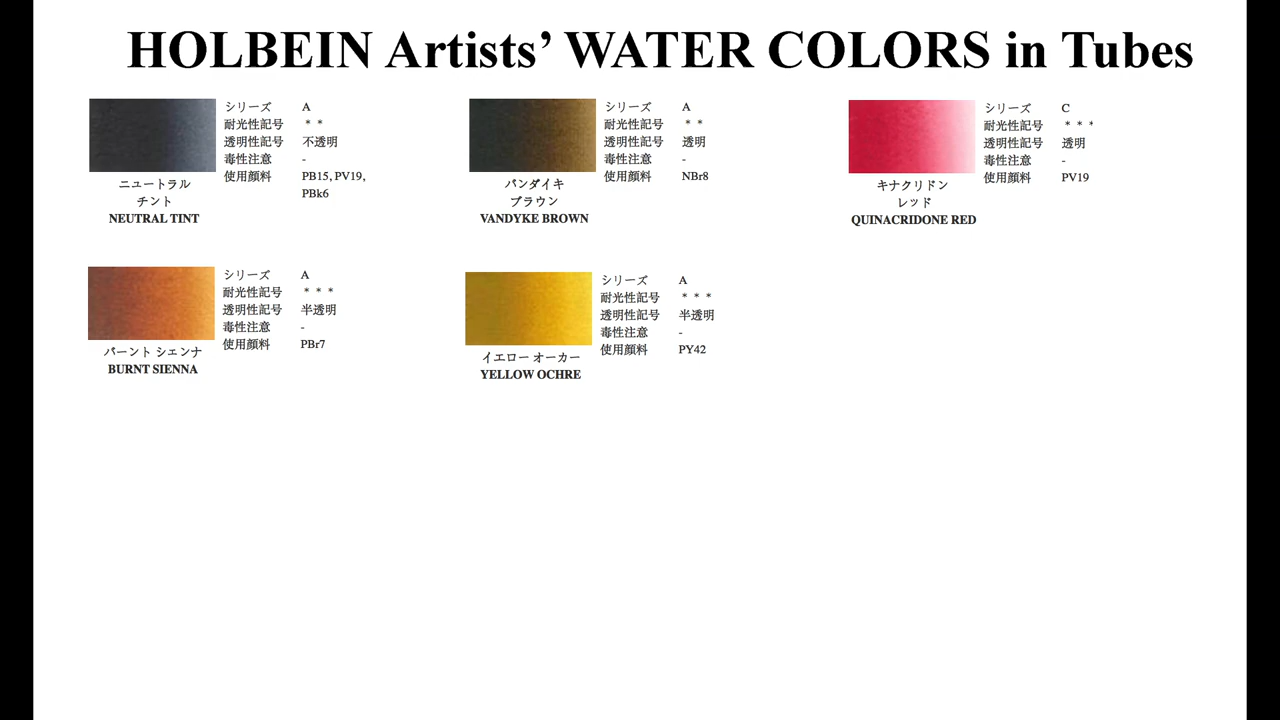 HOLBEIN Artists’ WATER COLORS in Tubes
シリーズ A
耐光性記号 * *
透明性記号 不透明
毒性注意 -
使用顔料 PB15, PV19,
PBk6
ニュートラル
チント
NEUTRAL TINT
シリーズ A
耐光性記号 * *
透明性記号 透明
毒性注意 -
使用顔料 NBr8
バンダイキ
ブラウン
VANDYKE BROWN
シリーズ C
耐光性記号 * * *
透明性記号 透明
毒性注意 -
使用顔料 PV19
キナクリドン
レッド
QUINACRIDONE RED
シリーズ A
耐光性記号 * * *
透明性記号 半透明
毒性注意 -
使用顔料 PBr7
バーント シェンナ
BURNT SIENNA
シリーズ A
耐光性記号 * * *
透明性記号 半透明
毒性注意 -
使用顔料 PY42
イエロー オーカー
YELLOW OCHRE